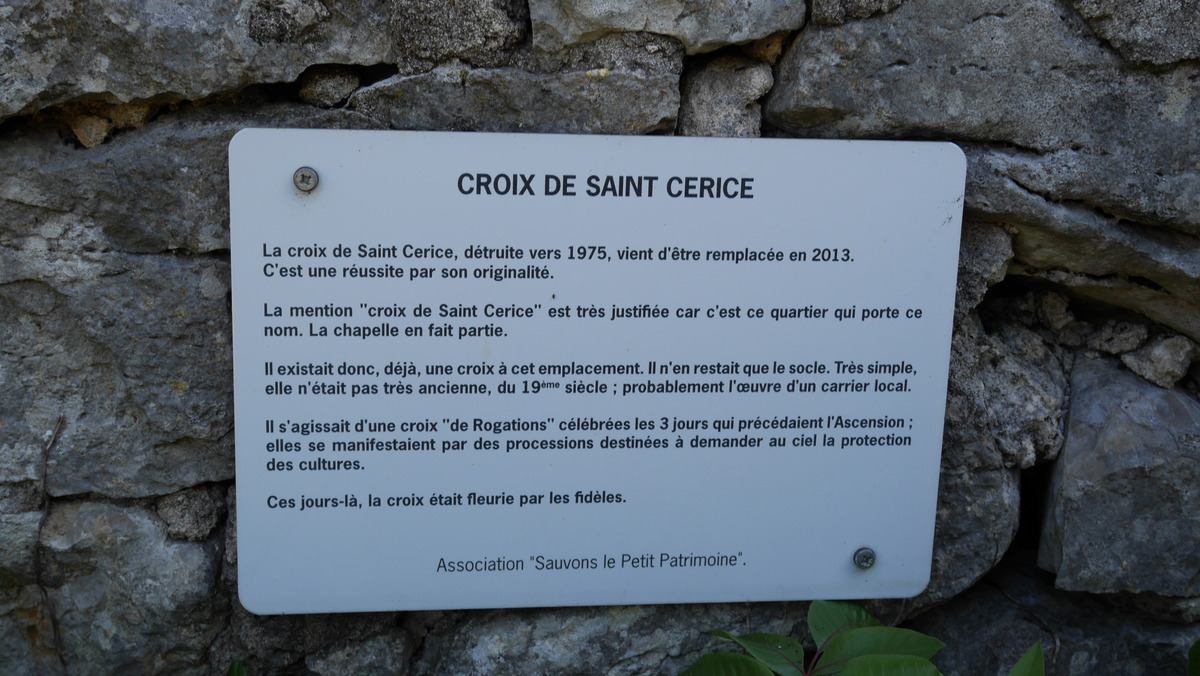 CROIX DE SAINT CERICE
La croix de Saint Cerice, détruite vers 1975, vient d'être remplacée en 2013.
C'est une réussite par son originalité.
La mention "croix de Saint Cerice" est très justifiée car c'est ce quartier qui porte ce
nom. La chapelle en fait partie.
Il existait donc, déjà, une croix à cet emplacement. Il n'en restait que le socle. Très simple,
elle n'était pas très ancienne, du 19ème siècle ; probablement l'œuvre d'un carrier local.
Il s'agissait d'une croix "de Rogations" célébrées les 3 jours qui précédaient l'Ascension ;
elles se manifestaient par des processions destinées à demander au ciel la protection
des cultures.
Ces jours-là, la croix était fleurie par les fidèles.
Association "Sauvons le Petit Patrimoine".